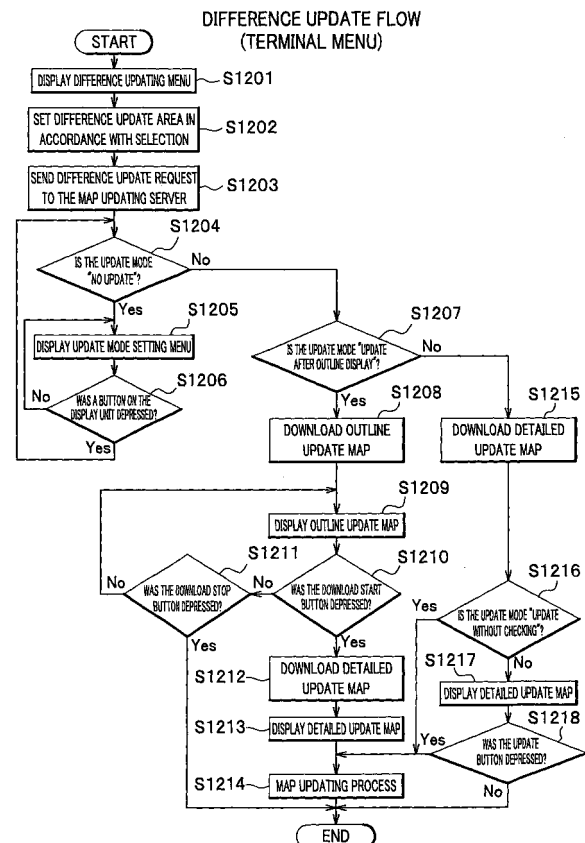 DIFFERENCE UPDATE FLOW
(TERMINAL MENU)
START
DISPLAY DIFFERENCE UPDATING MENU
S1201
SET DIFFERENCE UPDATE AREA IN
ACCORDANCE WITH SELECTION
S1202
SEND DIFFERENCE UPDATE REQUEST
TO THE MAP UPDATING SERVER
S1203
S1204
IS THE UPDATE MODE
"NO UPDATE"?
No
Yes
S1205
DISPLAY UPDATE MODE SETTING MENU
S1206
WAS A BUTTON ON THE
DISPLAY UNIT DEPRESSED?
No
Yes
S1207
IS THE UPDATE MODE "UPDATE
AFTER OUTLINE DISPLAY"?
No
Yes
S1208
DOWNLOAD OUTLINE
UPDATE MAP
S1215
DOWNLOAD DETAILED
UPDATE MAP
S1209
DISPLAY OUTLINE UPDATE MAP
S1211
WAS THE DOWNLOAD STOP
BUTTON DEPRESSED?
No
Yes
S1210
WAS THE DOWNLOAD START
BUTTON DEPRESSED?
No
Yes
S1216
IS THE UPDATE MODE "UPDATE
WITHOUT CHECKING"?
Yes
No
S1212
DOWNLOAD DETAILED
UPDATE MAP
S1217
DISPLAY DETAILED UPDATE MAP
S1213
DISPLAY DETAILED UPDATE MAP
S1218
WAS THE UPDATE
BUTTON DEPRESSED?
Yes
No
S1214
MAP UPDATING PROCESS
END